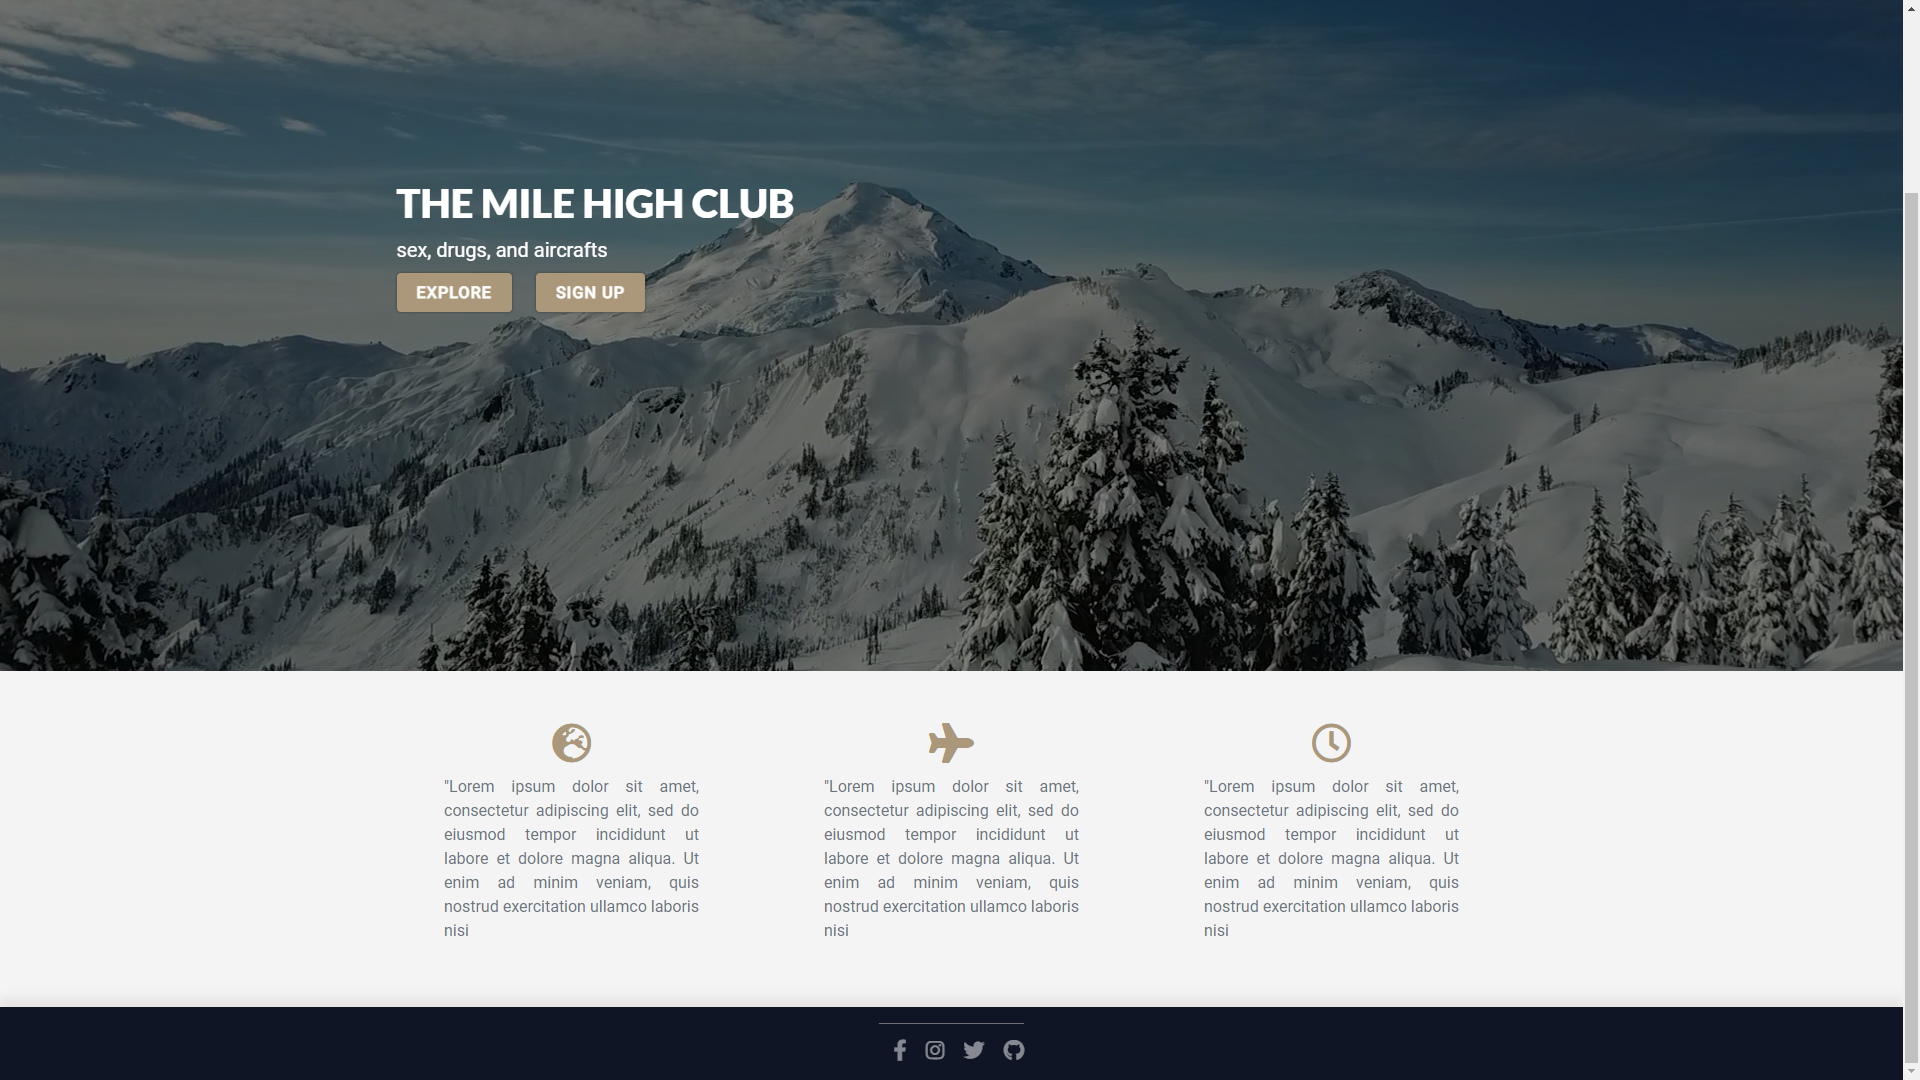 THE MILE HIGH CLUB
sex, drugs, and aircrafts
EXPLORE
SIGN UP
"Lorem ipsum dolor sit amet,
consectetur adipiscing elit, sed do
eiusmod tempor incididunt ut
labore et dolore magna aliqua. Ut
enim ad minim veniam, quis
nostrud exercitation ullamco laboris
nisi
"Lorem ipsum dolor sit amet,
consectetur adipiscing elit, sed do
eiusmod tempor incididunt ut
labore et dolore magna aliqua. Ut
enim ad minim veniam, quis
nostrud exercitation ullamco laboris
nisi
"Lorem ipsum dolor sit amet,
consectetur adipiscing elit, sed do
eiusmod tempor incididunt ut
labore et dolore magna aliqua. Ut
enim ad minim veniam, quis
nostrud exercitation ullamco laboris
nisi